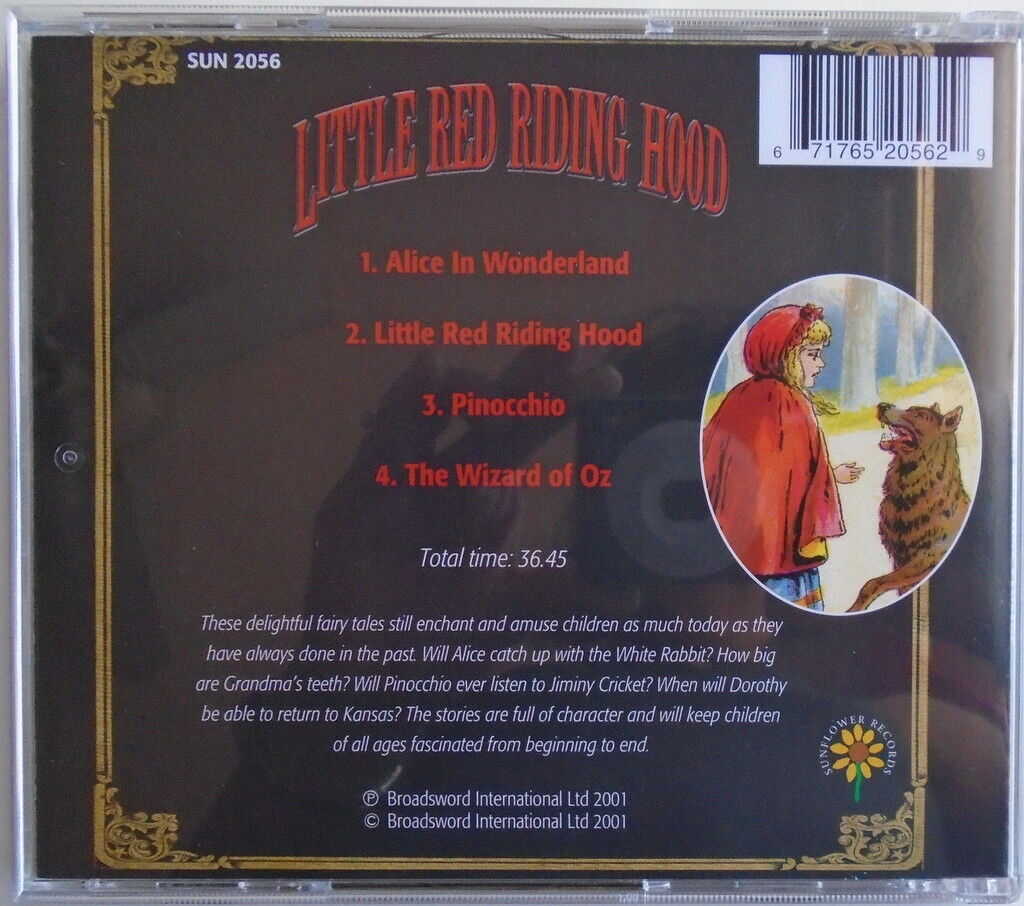 SUN 2056
LITTLE RED RIDING HOOD
6 71765 20562 9
1. Alice In Wonderland
2. Little Red Riding Hood
3. Pinocchio
4. The Wizard of Oz
Total time: 36.45
These delightful fairy tales still enchant and amuse children as much today as they
have always done in the past. Will Alice catch up with the White Rabbit? How big
are Grandma's teeth? Will Pinocchio ever listen to Jiminy Cricket? When will Dorothy
be able to return to Kansas? The stories are full of character and will keep children
of all ages fascinated from beginning to end.
SUNFLOWER RECORDS
℗ Broadsword International Ltd 2001
© Broadsword International Ltd 2001